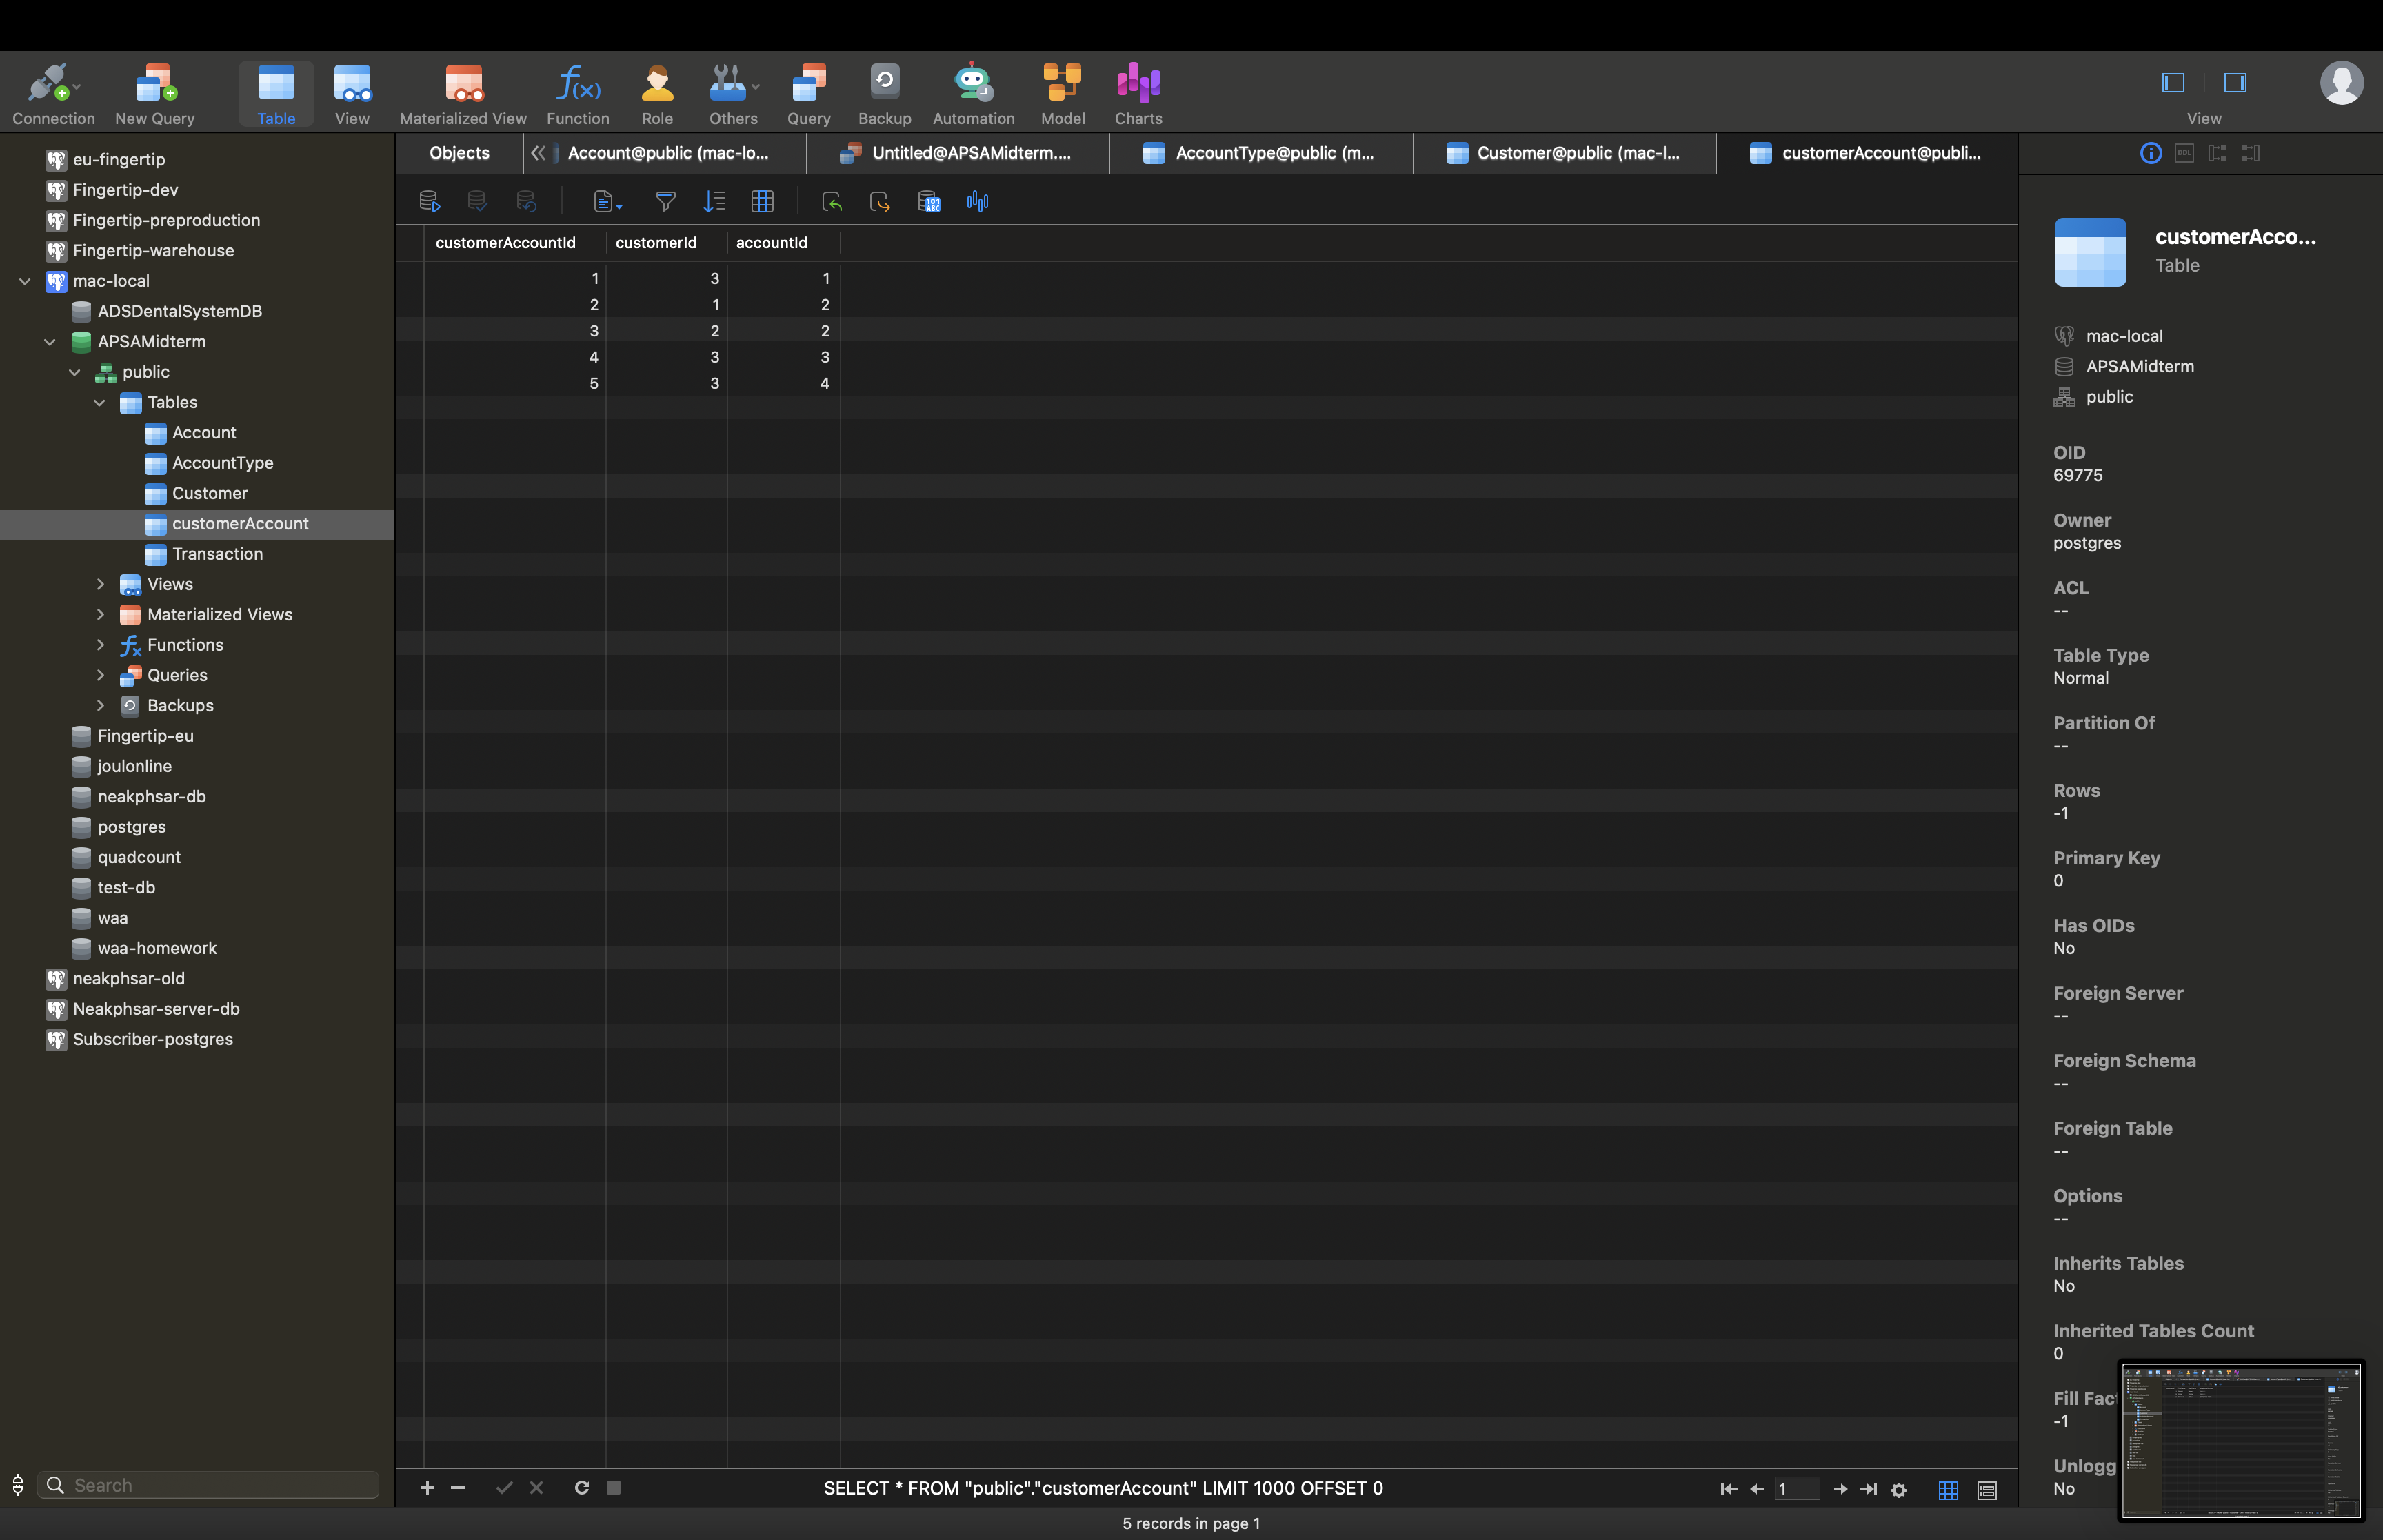 Connection New Query Table View Materialized View Function Role Others Query Backup Automation Model Charts View
eu-fingertip
Fingertip-dev
Fingertip-preproduction
Fingertip-warehouse
mac-local
ADSDentalSystemDB
APSAMidterm
public
Tables
Account
AccountType
Customer
customerAccount
Transaction
Views
Materialized Views
Functions
Queries
Backups
Fingertip-eu
joulonline
neakphsar-db
postgres
quadcount
test-db
waa
waa-homework
neakphsar-old
Neakphsar-server-db
Subscriber-postgres
Search
Objects Account@public (mac-lo... Untitled@APSAMidterm.... AccountType@public (m... Customer@public (mac-l... customerAccount@publi...
customerAccountId customerId accountId
1 3 1
2 1 2
3 2 2
4 3 3
5 3 4
SELECT * FROM "public"."customerAccount" LIMIT 1000 OFFSET 0
1
5 records in page 1
customerAcco...
Table
mac-local
APSAMidterm
public
OID
69775
Owner
postgres
ACL
--
Table Type
Normal
Partition Of
--
Rows
-1
Primary Key
0
Has OIDs
No
Foreign Server
--
Foreign Schema
--
Foreign Table
--
Options
--
Inherits Tables
No
Inherited Tables Count
0
Fill Fact
-1
Unlogg
No